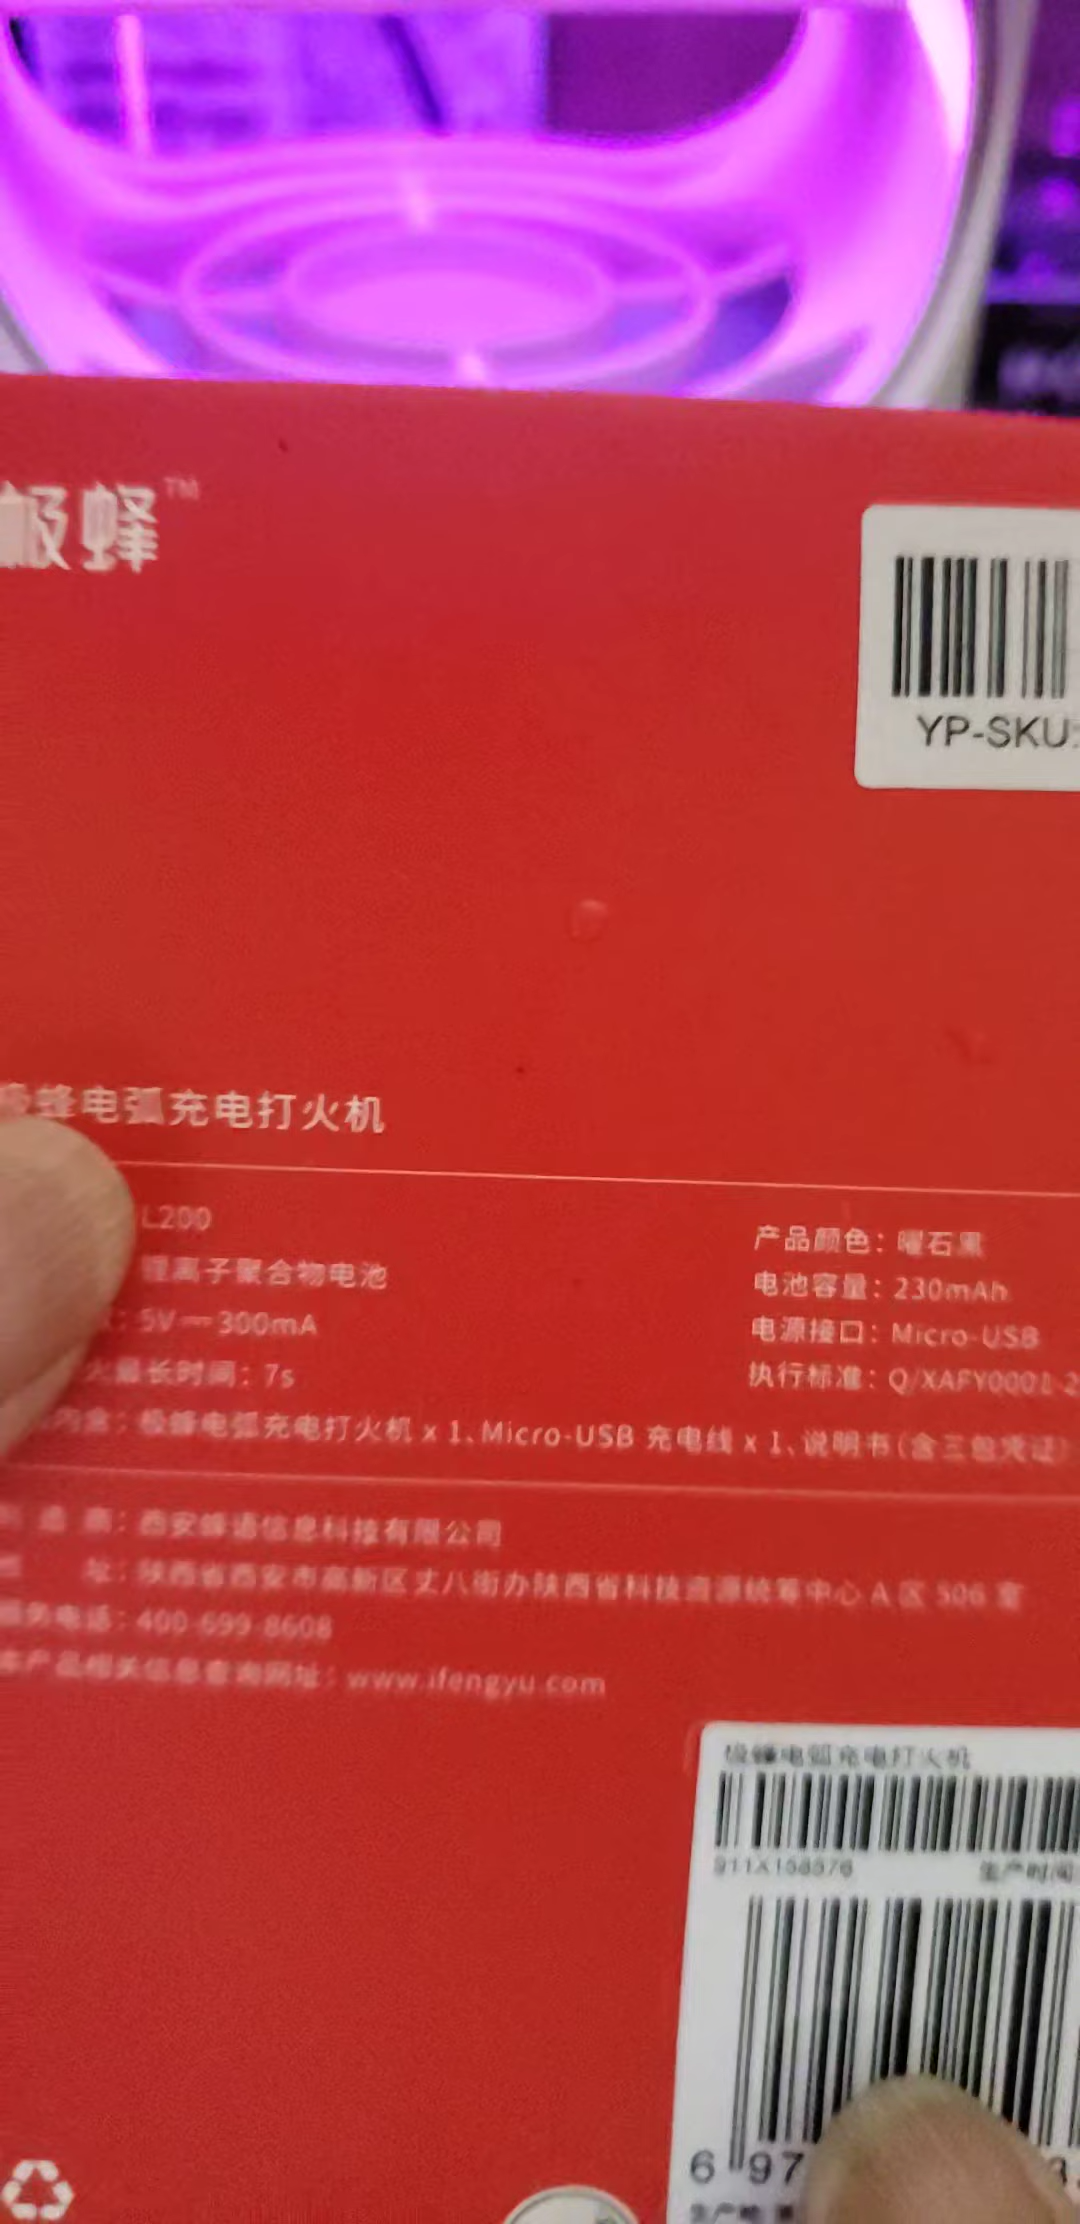 极蜂™
YP-SKU:
极蜂电弧充电打火机
L200
产品颜色：曜石黑
锂离子聚合物电池
电池容量：230mAh
5V⎓300mA
电源接口：Micro-USB
火最长时间：7s
执行标准：Q/XAFY0001-2
内含：极蜂电弧充电打火机 x 1、Micro-USB 充电线 x 1、说明书（含三包凭证）
制 造 商：西安蜂语信息科技有限公司
址：陕西省西安市高新区丈八街办陕西省科技资源统筹中心 A 区 506 室
服务电话：400-699-8608
本产品相关信息查询网址：www.ifengyu.com
极蜂电弧充电打火机
生产时间
6 97